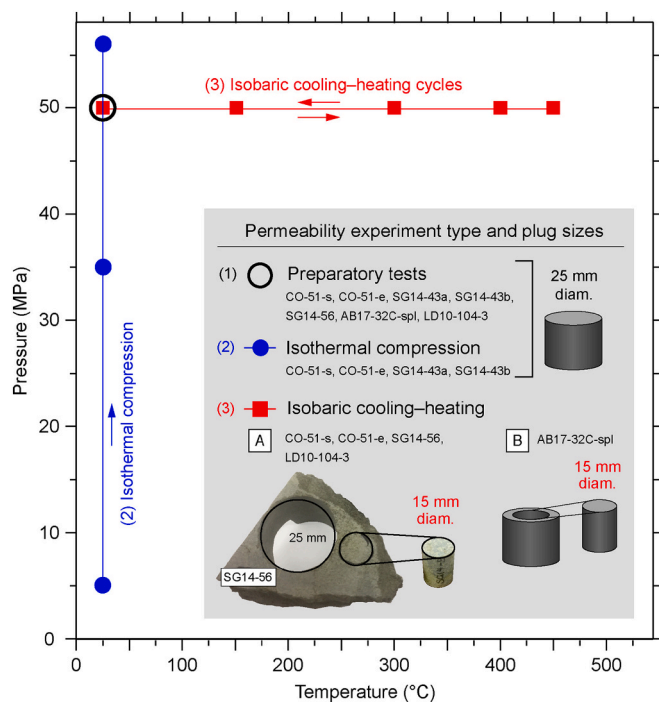 (3) Isobaric cooling–heating cycles
50
40
30
20
10
0
Pressure (MPa)
(2) Isothermal compression
Permeability experiment type and plug sizes
(1) Preparatory tests
CO-51-s, CO-51-e, SG14-43a, SG14-43b,
SG14-56, AB17-32C-spl, LD10-104-3
25 mm
diam.
(2) Isothermal compression
CO-51-s, CO-51-e, SG14-43a, SG14-43b
(3) Isobaric cooling–heating
A CO-51-s, CO-51-e, SG14-56,
LD10-104-3
B AB17-32C-spl
15 mm
diam.
15 mm
diam.
25 mm
SG14-56
0 100 200 300 400 500
Temperature (°C)